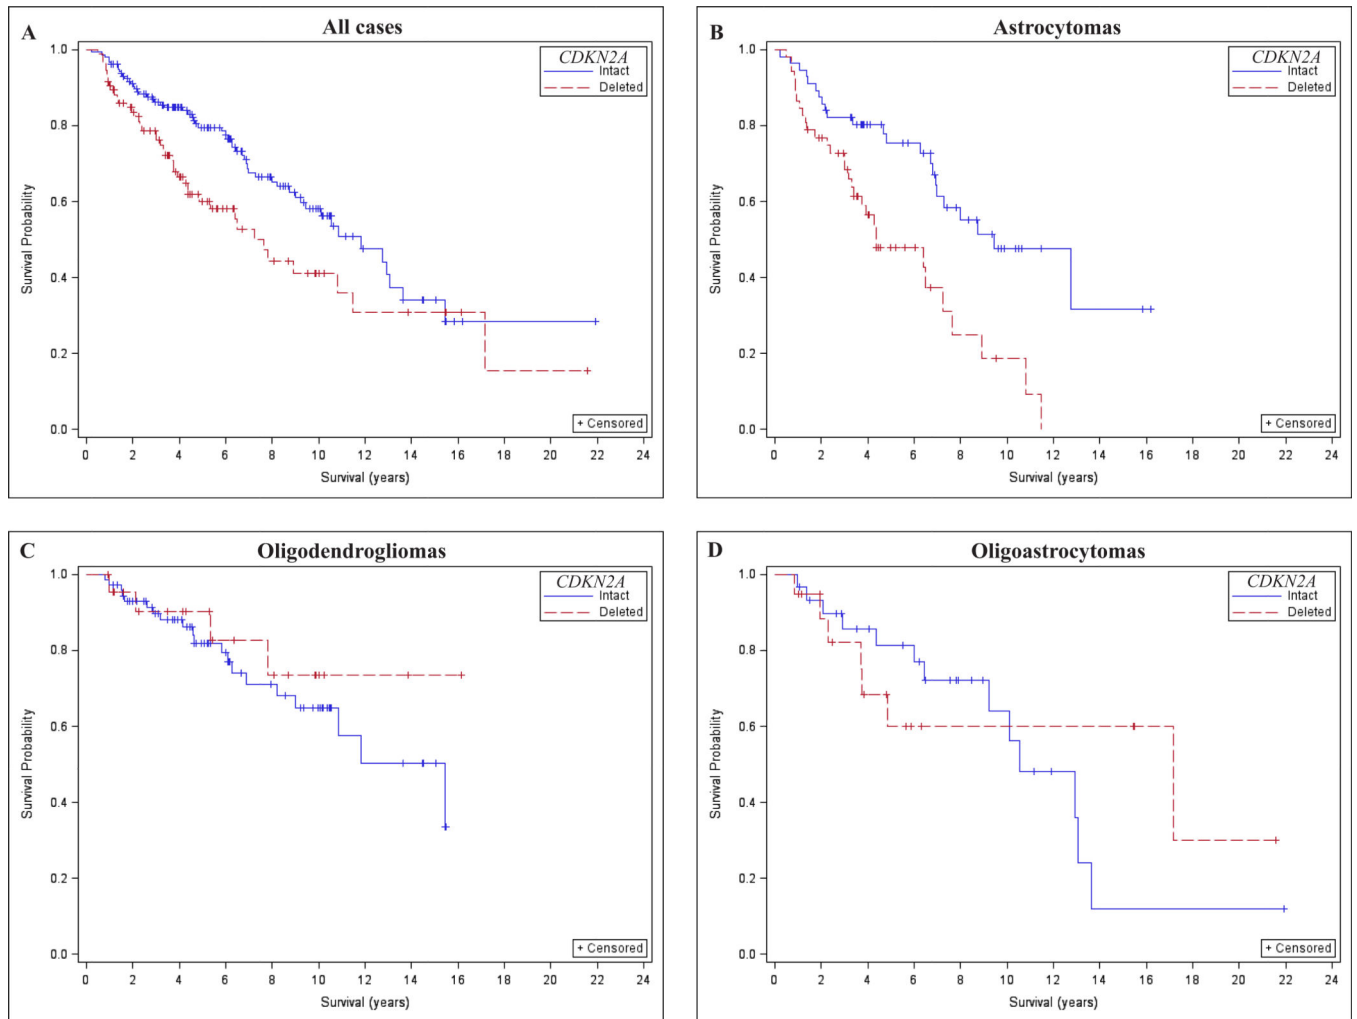 A
All cases
CDKN2A
Intact
Deleted
Survival Probability
1.0
0.8
0.6
0.4
0.2
0.0
+ Censored
0 2 4 6 8 10 12 14 16 18 20 22 24
Survival (years)
B
Astrocytomas
CDKN2A
Intact
Deleted
Survival Probability
1.0
0.8
0.6
0.4
0.2
0.0
+ Censored
0 2 4 6 8 10 12 14 16 18 20 22 24
Survival (years)
C
Oligodendrogliomas
CDKN2A
Intact
Deleted
Survival Probability
1.0
0.8
0.6
0.4
0.2
0.0
+ Censored
0 2 4 6 8 10 12 14 16 18 20 22 24
Survival (years)
D
Oligoastrocytomas
CDKN2A
Intact
Deleted
Survival Probability
1.0
0.8
0.6
0.4
0.2
0.0
+ Censored
0 2 4 6 8 10 12 14 16 18 20 22 24
Survival (years)